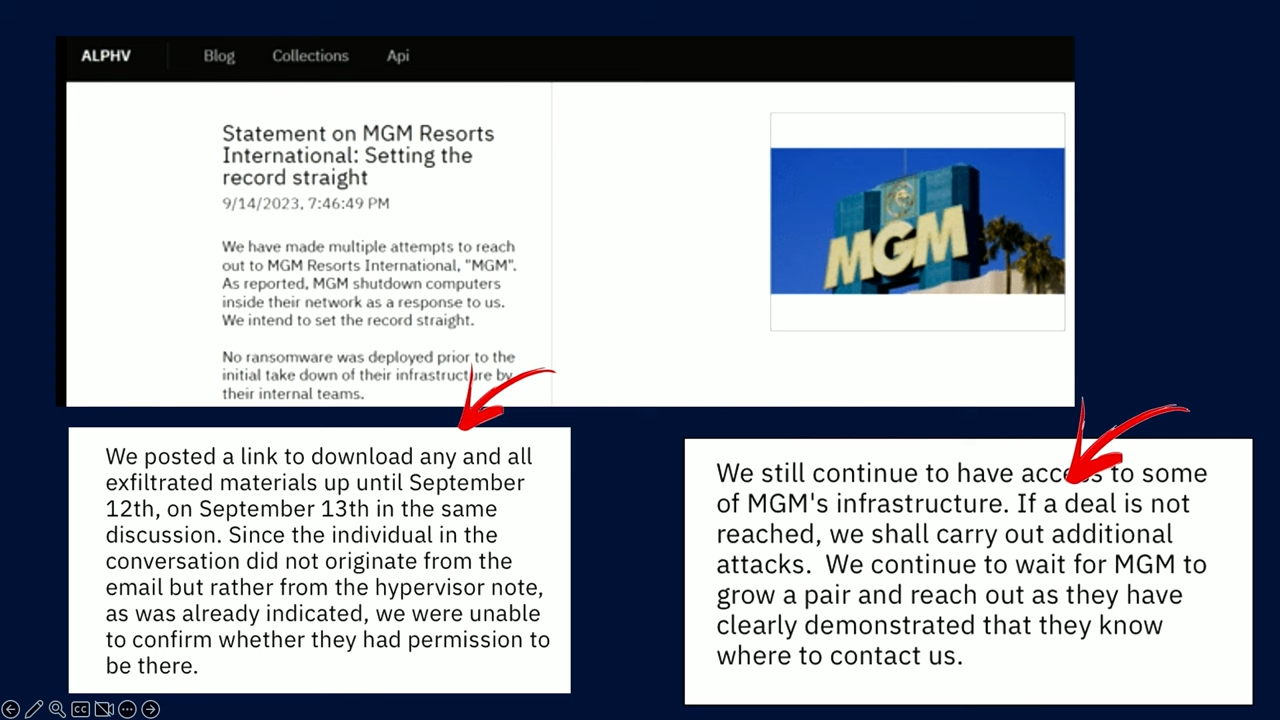 ALPHV Blog Collections Api
Statement on MGM Resorts
International: Setting the
record straight
9/14/2023, 7:46:49 PM
We have made multiple attempts to reach
out to MGM Resorts International, "MGM".
As reported, MGM shutdown computers
inside their network as a response to us.
We intend to set the record straight.
No ransomware was deployed prior to the
initial take down of their infrastructure by
their internal teams.
MGM
We posted a link to download any and all
exfiltrated materials up until September
12th, on September 13th in the same
discussion. Since the individual in the
conversation did not originate from the
email but rather from the hypervisor note,
as was already indicated, we were unable
to confirm whether they had permission to
be there.
We still continue to have access to some
of MGM's infrastructure. If a deal is not
reached, we shall carry out additional
attacks.  We continue to wait for MGM to
grow a pair and reach out as they have
clearly demonstrated that they know
where to contact us.
CC